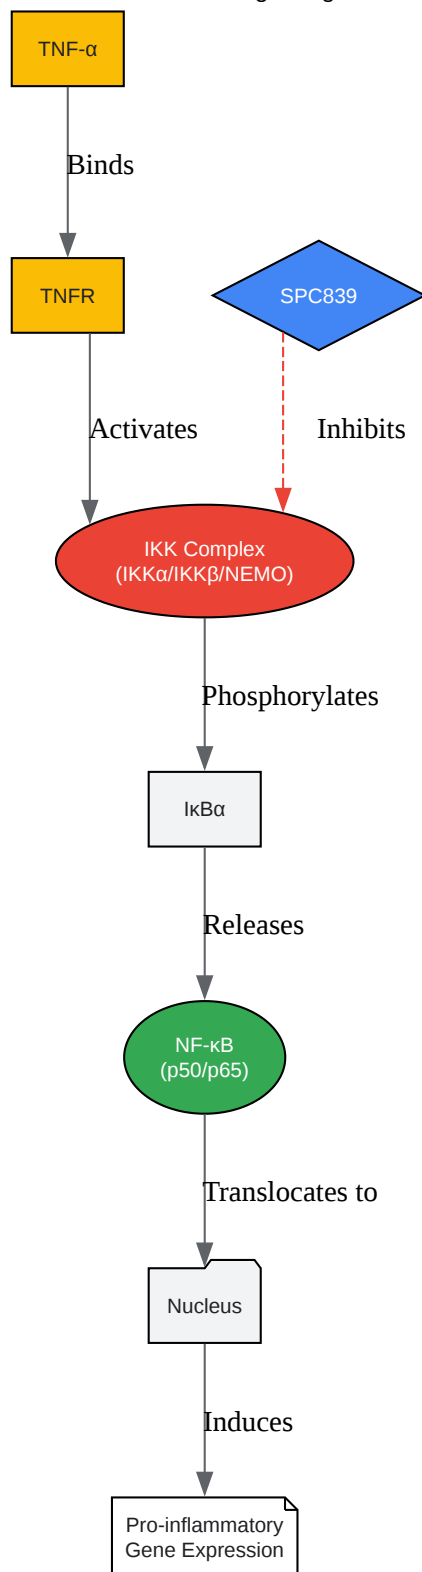 TNF-α
Binds
TNFR
SPC839
Activates
Inhibits
IKK Complex
(IKKα/IKKβ/NEMO)
Phosphorylates
IκBα
Releases
NF-κB
(p50/p65)
Translocates to
Nucleus
Induces
Pro-inflammatory
Gene Expression